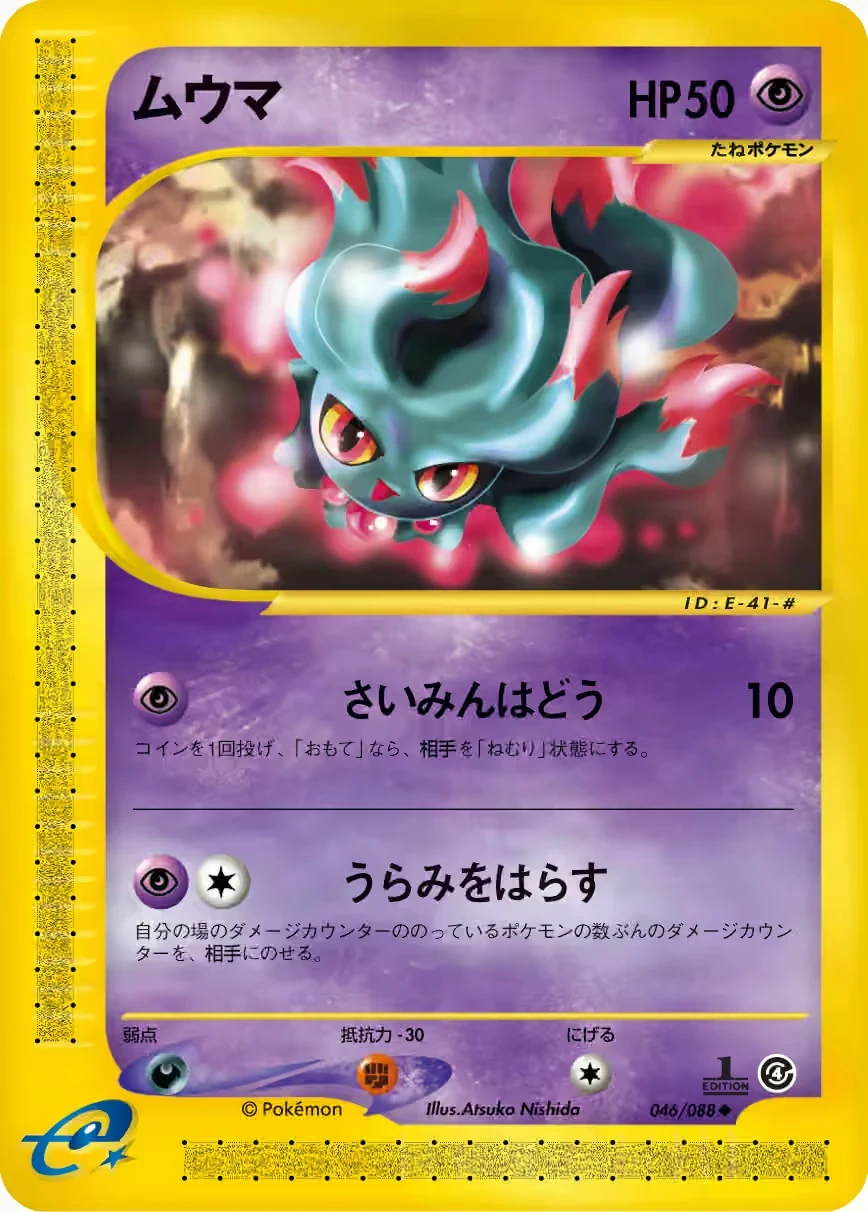 ムウマ
HP50
たねポケモン
ID:E-41-#
さいみんはどう 10
コインを1回投げ、「おもて」なら、相手を「ねむり」状態にする。
うらみをはらす
自分の場のダメージカウンターののっているポケモンの数ぶんのダメージカウン
ターを、相手にのせる。
弱点 抵抗力 -30 にげる
1 EDITION
4
© Pokémon Illus.Atsuko Nishida 046/088◆
e